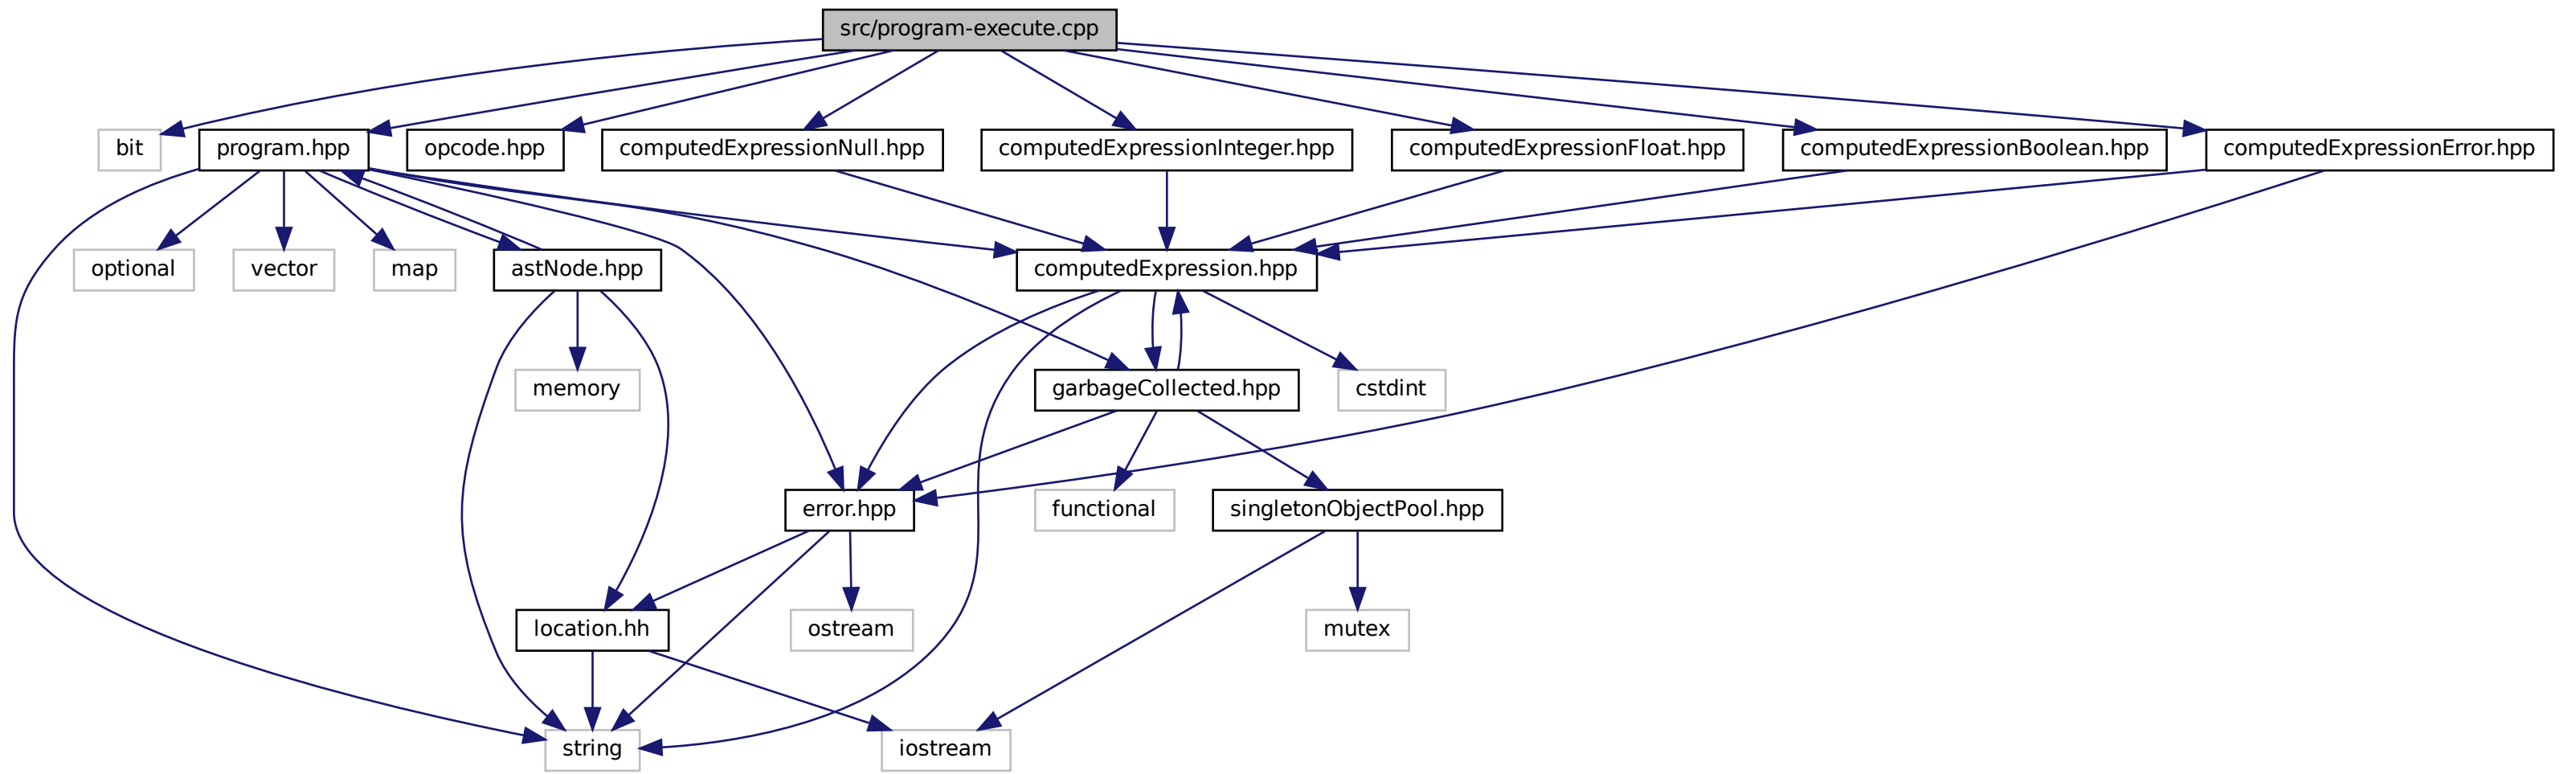 src/program-execute.cpp
bit
program.hpp
opcode.hpp
computedExpressionNull.hpp
computedExpressionInteger.hpp
computedExpressionFloat.hpp
computedExpressionBoolean.hpp
computedExpressionError.hpp
optional
vector
map
astNode.hpp
computedExpression.hpp
memory
garbageCollected.hpp
cstdint
error.hpp
functional
singletonObjectPool.hpp
location.hh
ostream
mutex
string
iostream